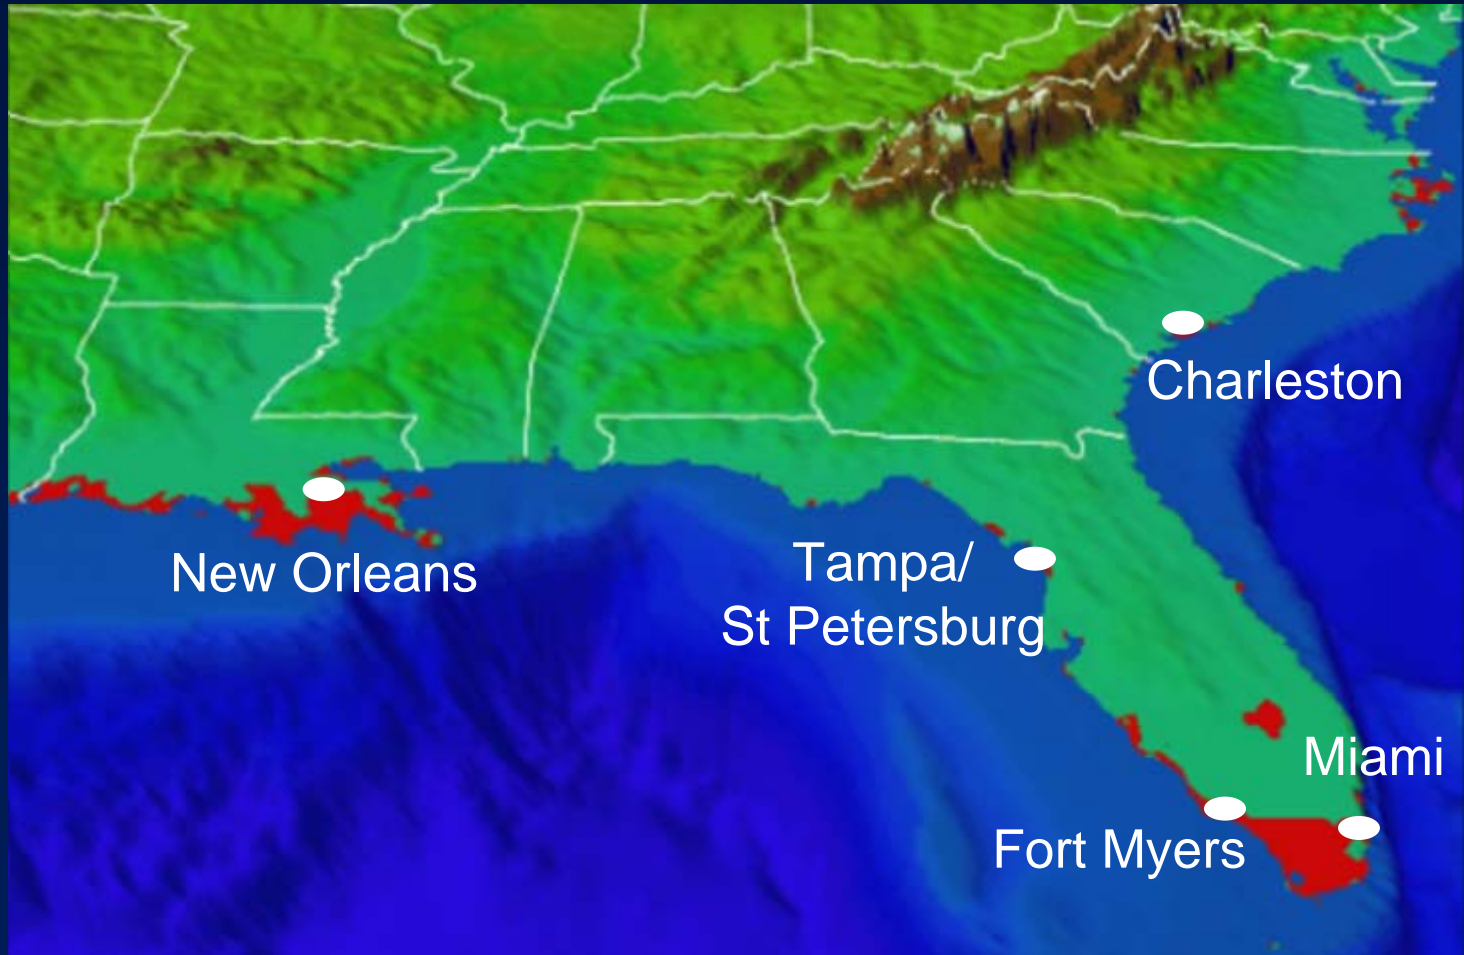 Charleston
New Orleans
Tampa/
St Petersburg
Miami
Fort Myers